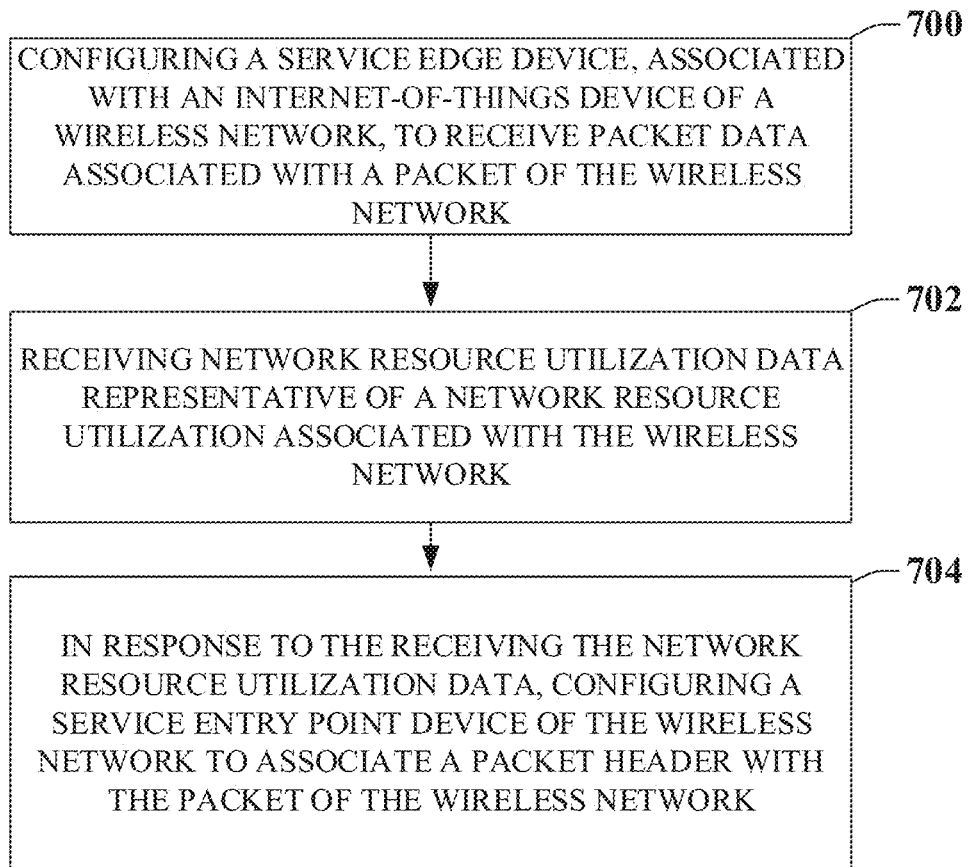 700
CONFIGURING A SERVICE EDGE DEVICE, ASSOCIATED
WITH AN INTERNET-OF-THINGS DEVICE OF A
WIRELESS NETWORK, TO RECEIVE PACKET DATA
ASSOCIATED WITH A PACKET OF THE WIRELESS
NETWORK
702
RECEIVING NETWORK RESOURCE UTILIZATION DATA
REPRESENTATIVE OF A NETWORK RESOURCE
UTILIZATION ASSOCIATED WITH THE WIRELESS
NETWORK
704
IN RESPONSE TO THE RECEIVING THE NETWORK
RESOURCE UTILIZATION DATA, CONFIGURING A
SERVICE ENTRY POINT DEVICE OF THE WIRELESS
NETWORK TO ASSOCIATE A PACKET HEADER WITH
THE PACKET OF THE WIRELESS NETWORK